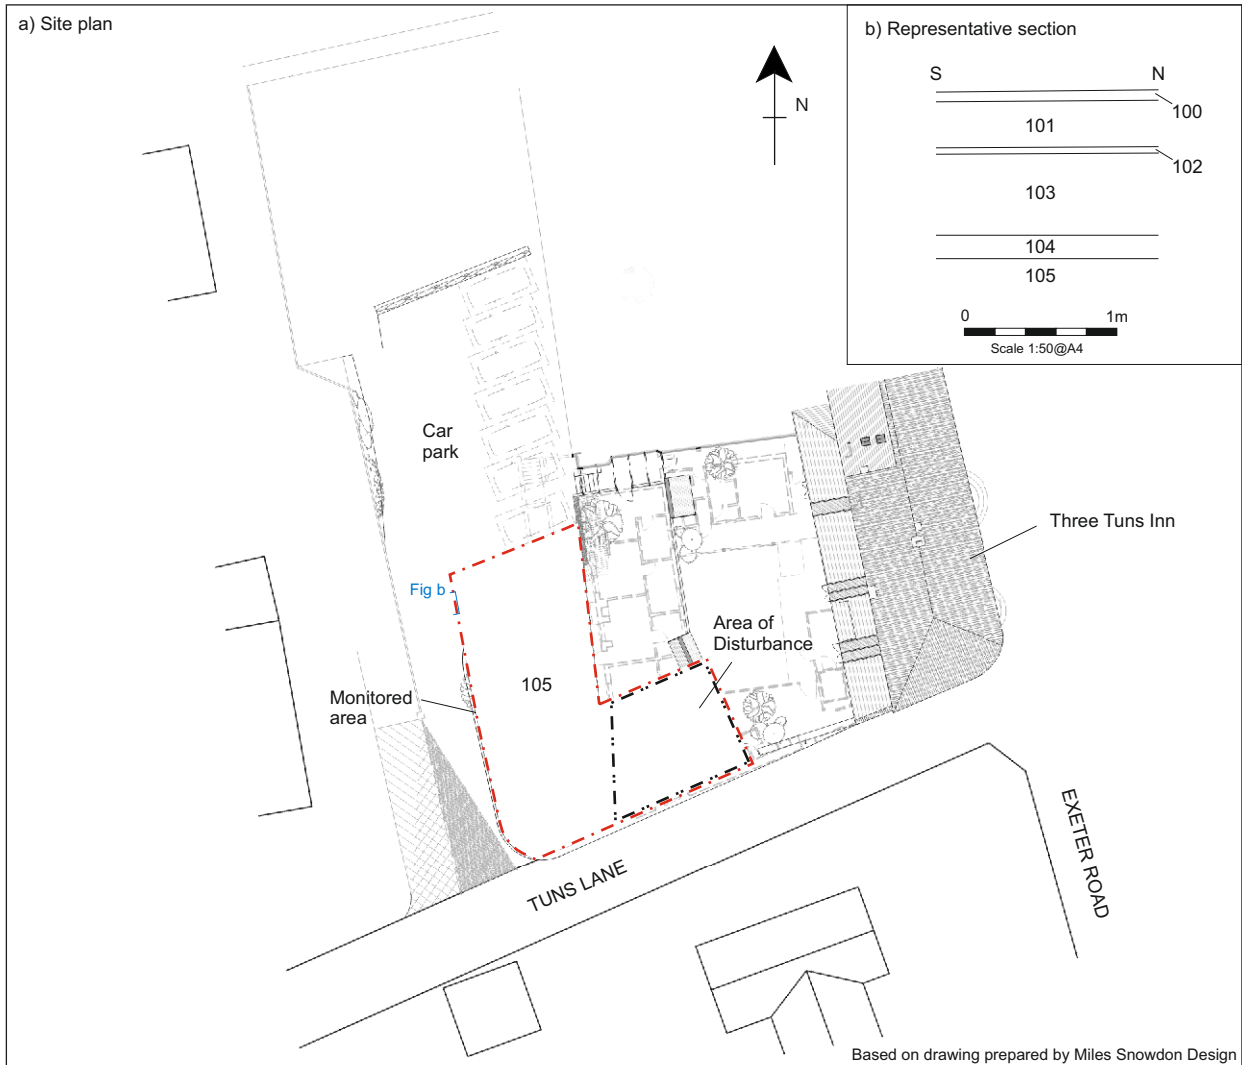 a) Site plan
N
b) Representative section
S N
100
101
102
103
104
105
0 1m
Scale 1:50@A4
Car
park
Three Tuns Inn
Fig b
Area of
Disturbance
105
Monitored
area
TUNS LANE
EXETER ROAD
Based on drawing prepared by Miles Snowdon Design